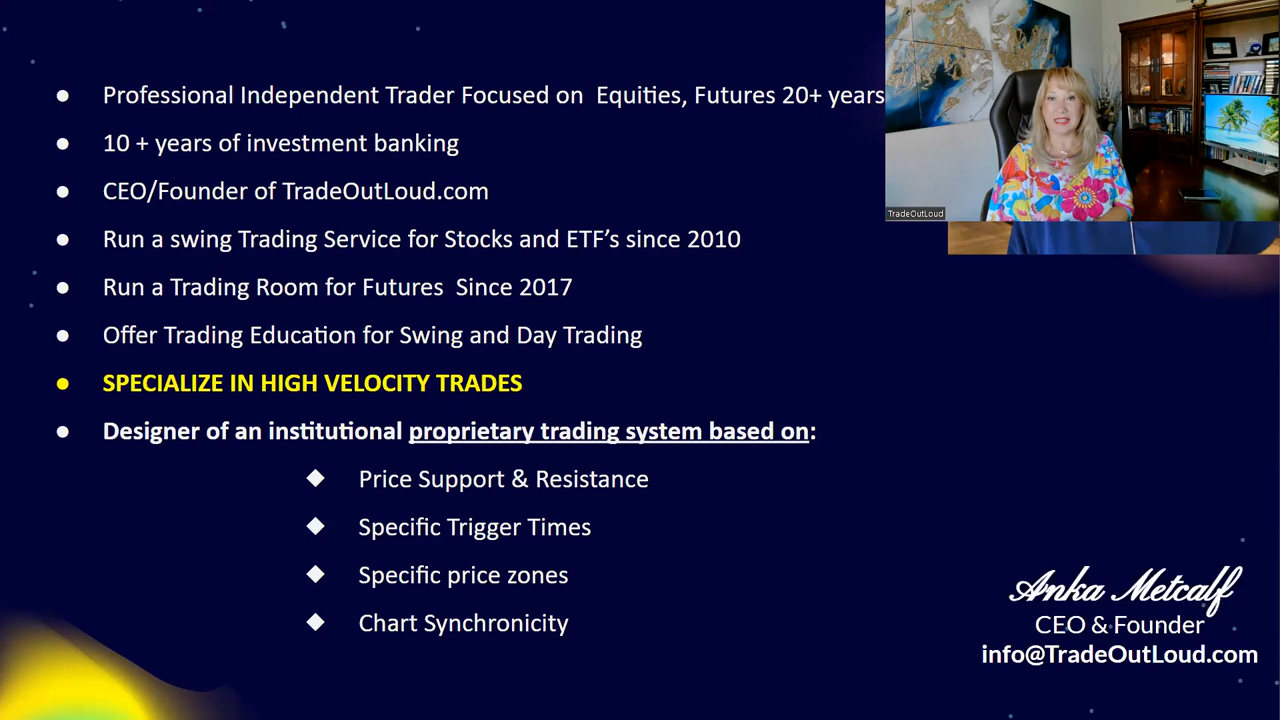 Professional Independent Trader Focused on Equities, Futures 20+ years
10 + years of investment banking
CEO/Founder of TradeOutLoud.com
Run a swing Trading Service for Stocks and ETF’s since 2010
Run a Trading Room for Futures Since 2017
Offer Trading Education for Swing and Day Trading
SPECIALIZE IN HIGH VELOCITY TRADES
Designer of an institutional proprietary trading system based on:
Price Support & Resistance
Specific Trigger Times
Specific price zones
Chart Synchronicity
TradeOutLoud
Anka Metcalf
CEO & Founder
info@TradeOutLoud.com